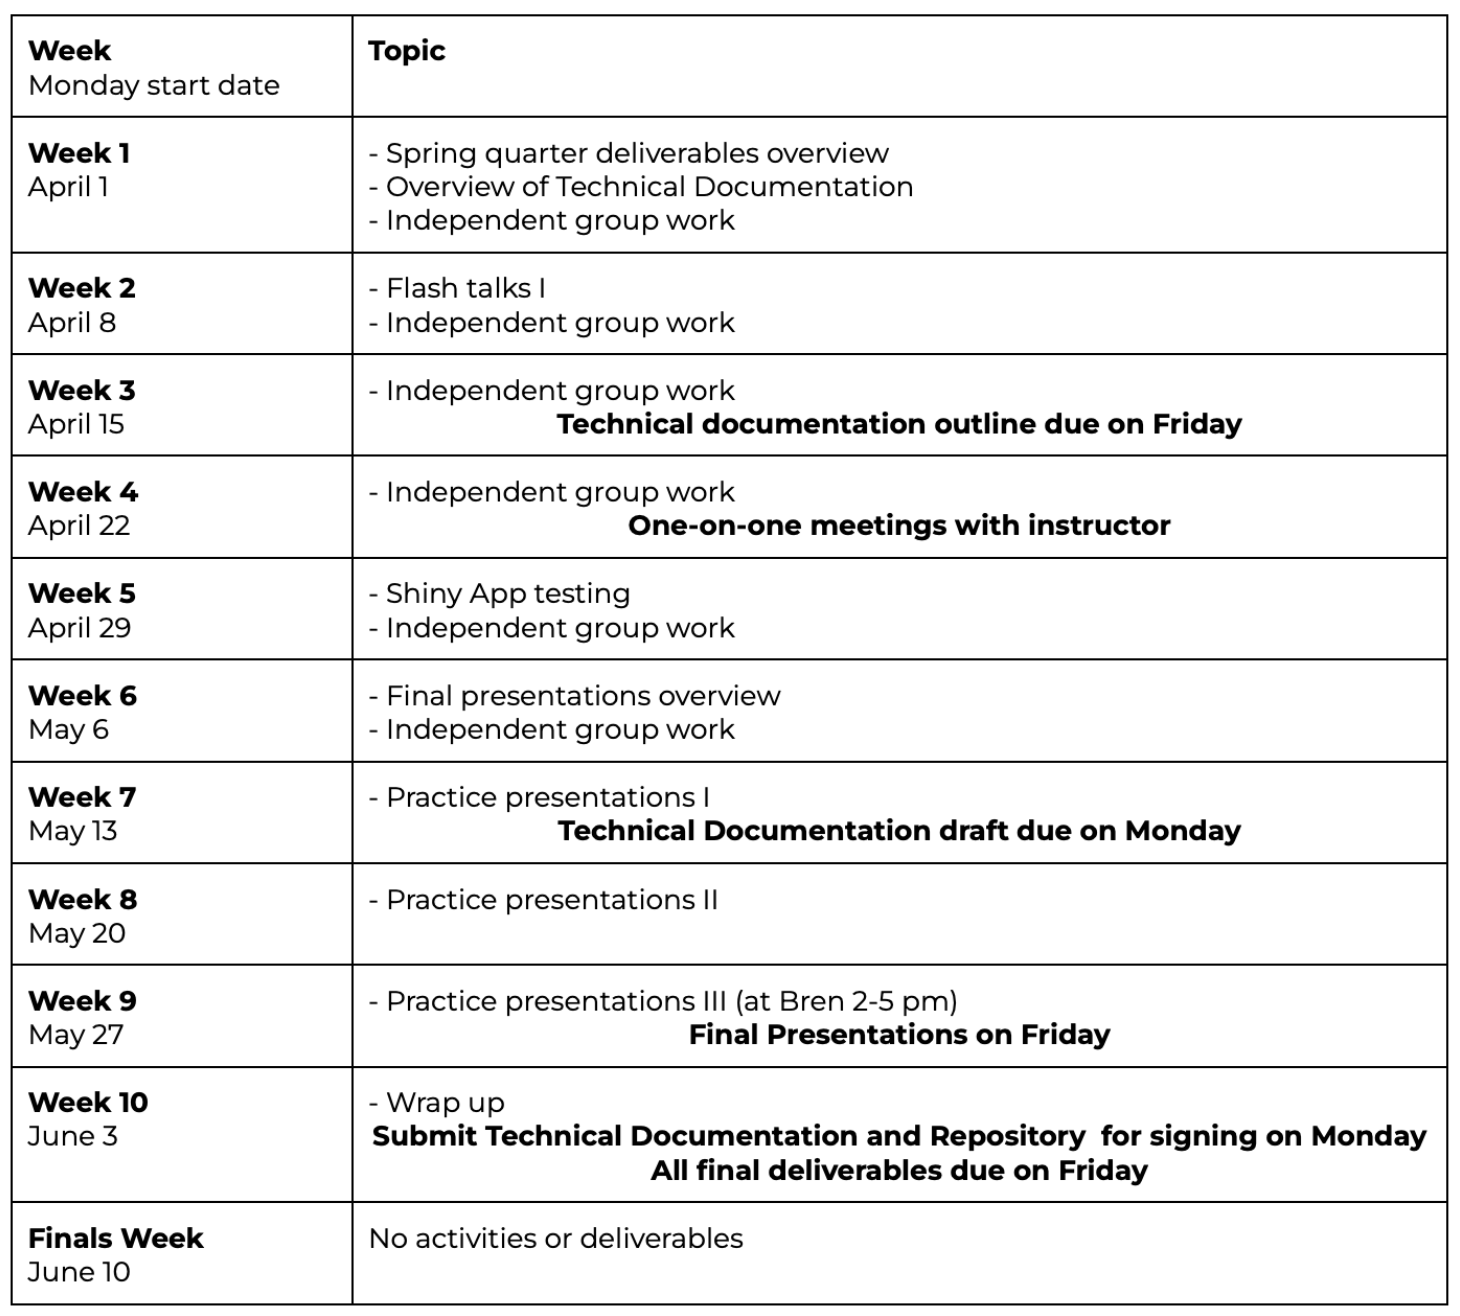 Week
Monday start date
Topic
Week 1
April 1
- Spring quarter deliverables overview
- Overview of Technical Documentation
- Independent group work
Week 2
April 8
- Flash talks I
- Independent group work
Week 3
April 15
- Independent group work
Technical documentation outline due on Friday
Week 4
April 22
- Independent group work
One-on-one meetings with instructor
Week 5
April 29
- Shiny App testing
- Independent group work
Week 6
May 6
- Final presentations overview
- Independent group work
Week 7
May 13
- Practice presentations I
Technical Documentation draft due on Monday
Week 8
May 20
- Practice presentations II
Week 9
May 27
- Practice presentations III (at Bren 2-5 pm)
Final Presentations on Friday
Week 10
June 3
- Wrap up
Submit Technical Documentation and Repository  for signing on Monday
All final deliverables due on Friday
Finals Week
June 10
No activities or deliverables